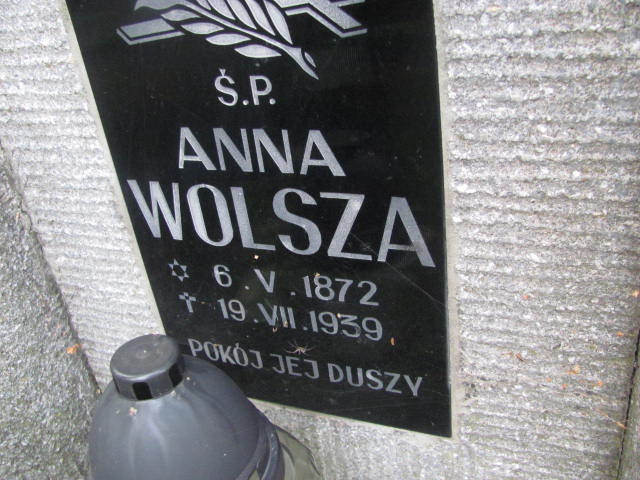 Ś.P.
ANNA
WOLSZA
6.V.1872
19.VII.1939
POKÓJ JEJ DUSZY